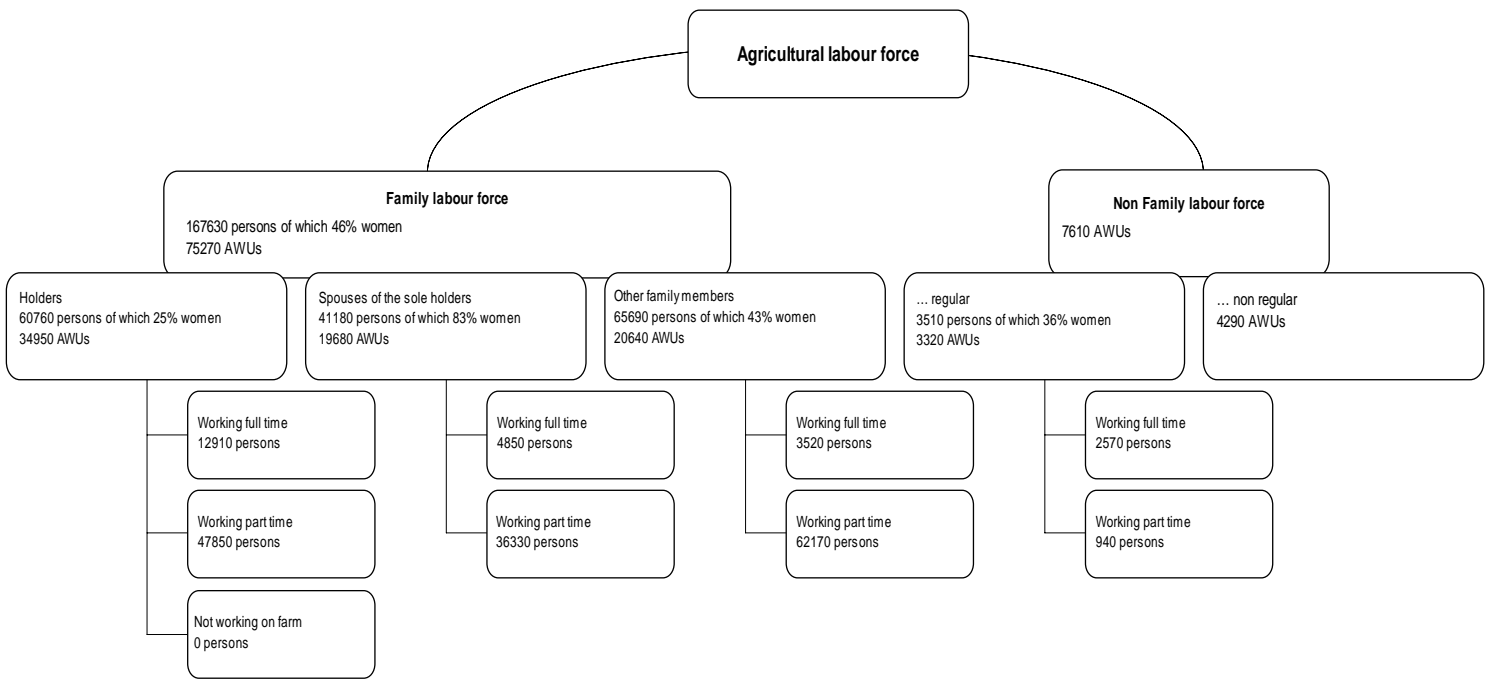 Agricultural labour force
Family labour force
167630 persons of which 46% women
75270 AWUs
Non Family labour force
7610 AWUs
Holders
60760 persons of which 25% women
34950 AWUs
Spouses of the sole holders
41180 persons of which 83% women
19680 AWUs
Other family members
65690 persons of which 43% women
20640 AWUs
... regular
3510 persons of which 36% women
3320 AWUs
... non regular
4290 AWUs
Working full time
12910 persons
Working full time
4850 persons
Working full time
3520 persons
Working full time
2570 persons
Working part time
47850 persons
Working part time
36330 persons
Working part time
62170 persons
Working part time
940 persons
Not working on farm
0 persons